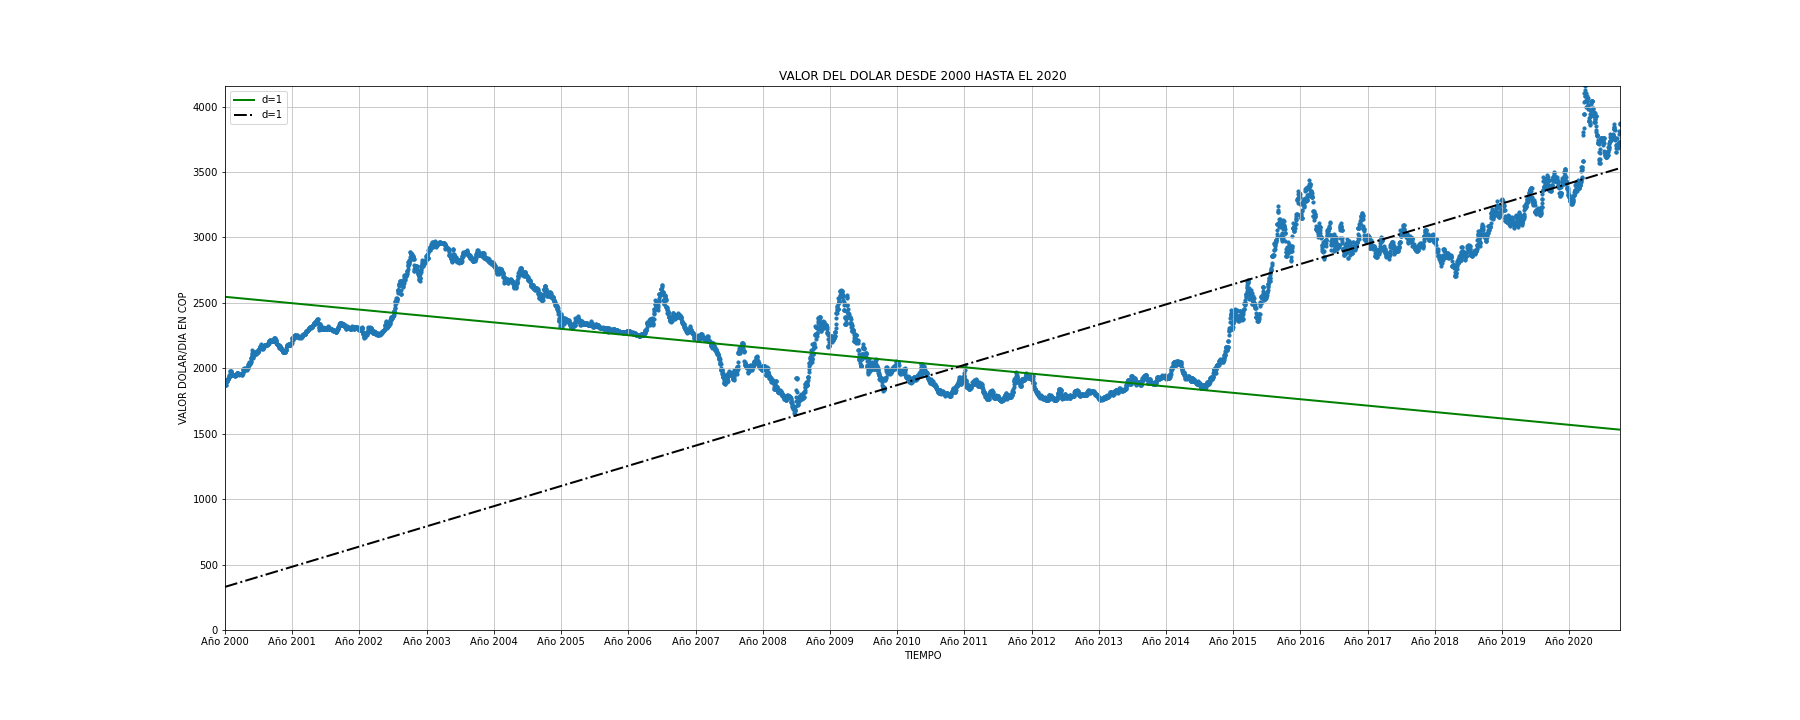 VALOR DEL DOLAR DESDE 2000 HASTA EL 2020
d=1
d=1
VALOR DOLAR/DIA EN COP
4000
3500
3000
2500
2000
1500
1000
500
0
Año 2000 Año 2001 Año 2002 Año 2003 Año 2004 Año 2005 Año 2006 Año 2007 Año 2008 Año 2009 Año 2010 Año 2011 Año 2012 Año 2013 Año 2014 Año 2015 Año 2016 Año 2017 Año 2018 Año 2019 Año 2020
TIEMPO